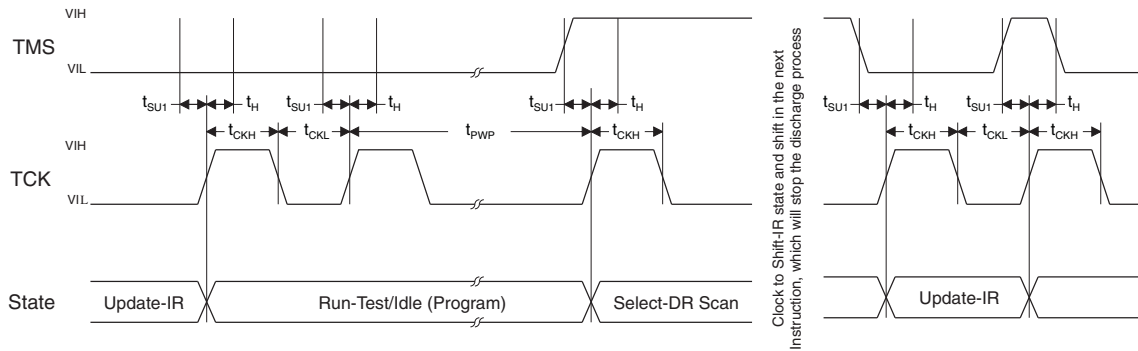 VIH
TMS
VIL
tSU1 tH tSU1 tH tSU1 tH tSU1 tH tSU1 tH
tCKH tCKL tPWP tCKH tCKH tCKL tCKH
VIH
TCK
VIL
State
Update-IR Run-Test/Idle (Program) Select-DR Scan Update-IR
Clock to Shift-IR state and shift in the next
Instruction, which will stop the discharge process